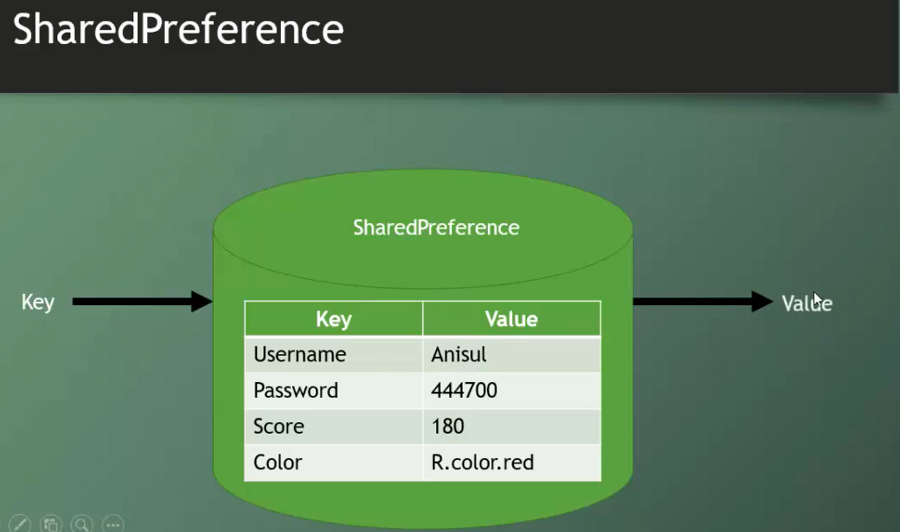 SharedPreference
SharedPreference
Key
Value
Key Value
Username Anisul
Password 444700
Score 180
Color R.color.red